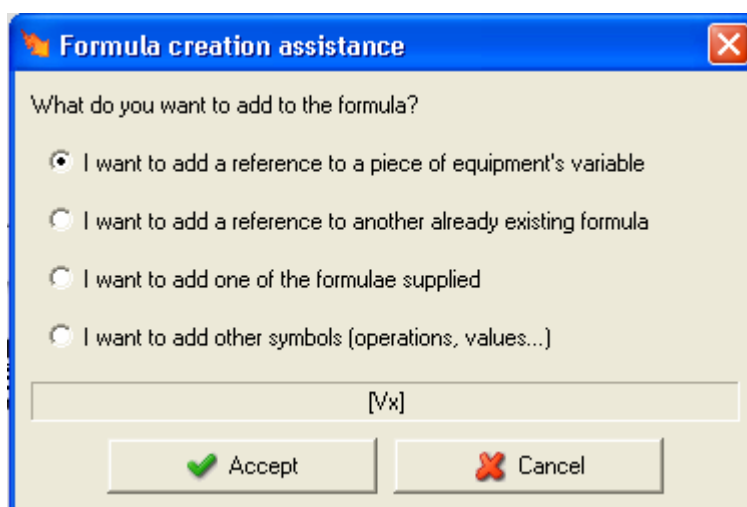 Formula creation assistance
What do you want to add to the formula?
I want to add a reference to a piece of equipment's variable
I want to add a reference to another already existing formula
I want to add one of the formulae supplied
I want to add other symbols (operations, values...)
[Vx]
Accept Cancel